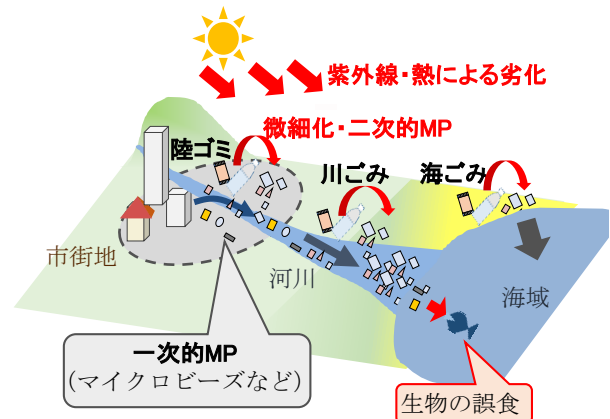 紫外線・熱による劣化
微細化・二次的MP
陸ゴミ
川ごみ
海ごみ
市街地
河川
海域
一次的MP
(マイクロビーズなど)
生物の誤食